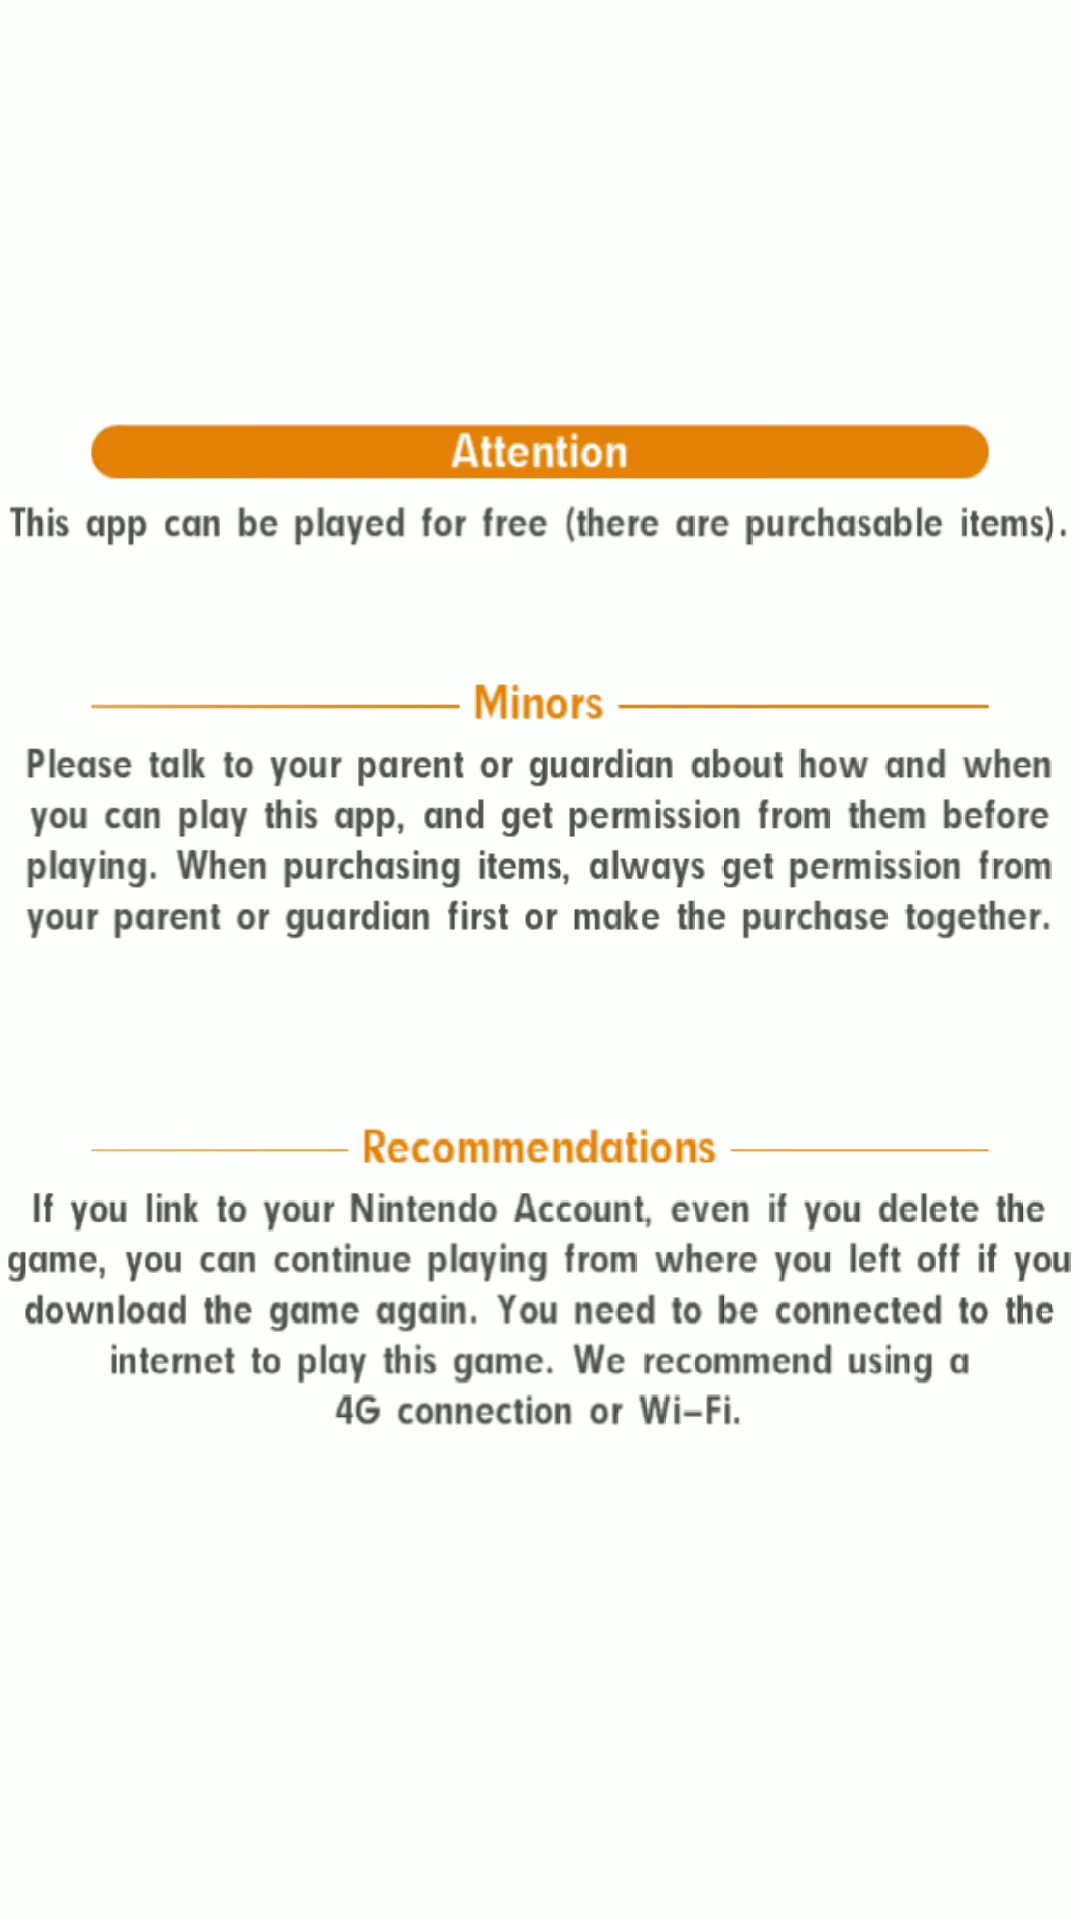 Attention
This app can be played for free (there are purchasable items).
Minors
Please talk to your parent or guardian about how and when
you can play this app, and get permission from them before
playing. When purchasing items, always get permission from
your parent or guardian first or make the purchase together.
Recommendations
If you link to your Nintendo Account, even if you delete the
game, you can continue playing from where you left off if you
download the game again. You need to be connected to the
internet to play this game. We recommend using a
4G connection or Wi-Fi.